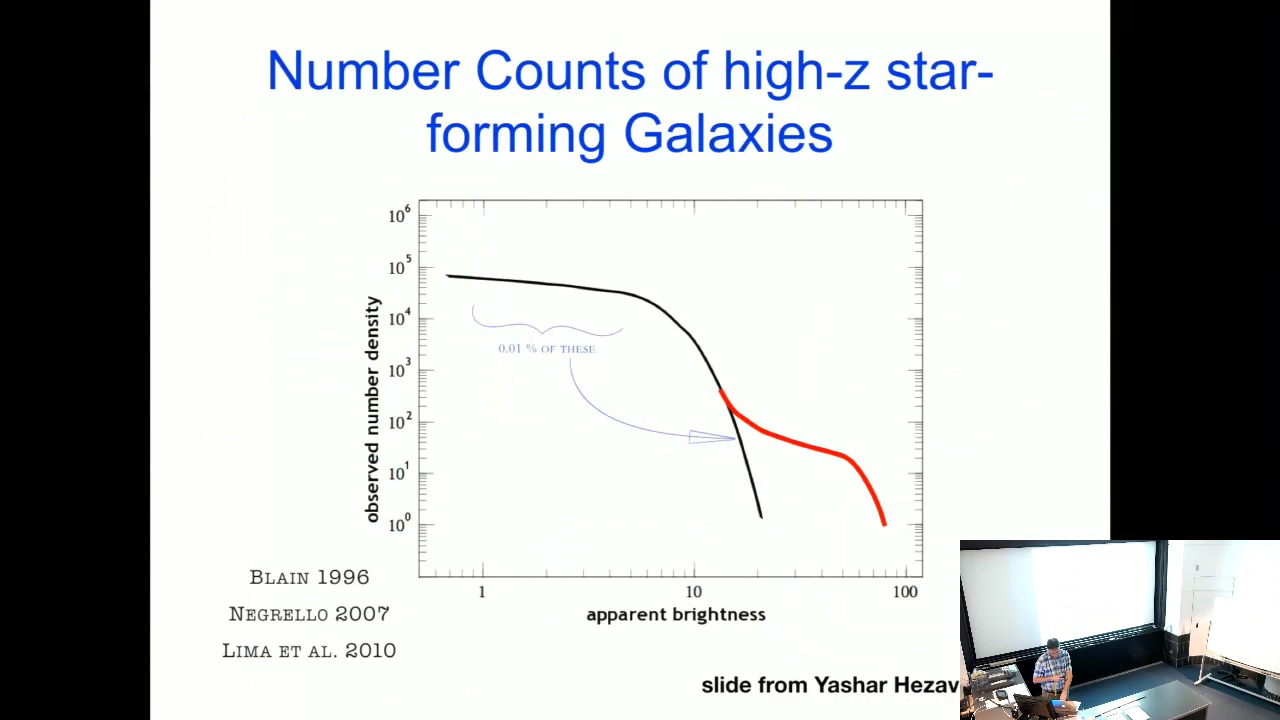 Number Counts of high-z star-
forming Galaxies
10^6
10^5
10^4
10^3
10^2
10^1
10^0
observed number density
0.01 % OF THESE
1
10
100
apparent brightness
BLAIN 1996
NEGRELLO 2007
LIMA ET AL. 2010
slide from Yashar Hezav